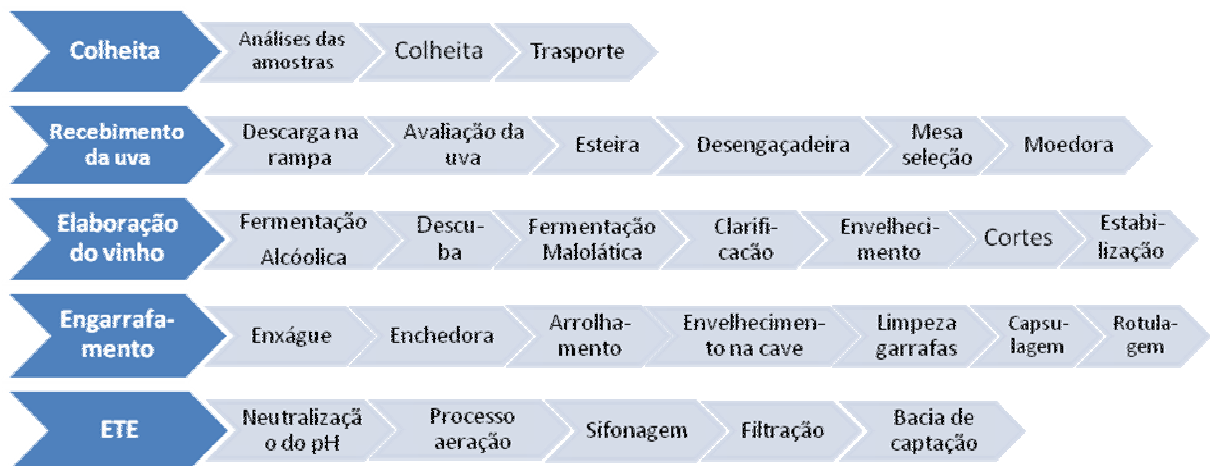 Colheita
Análises das
amostras
Colheita
Trasporte
Recebimento
da uva
Descarga na
rampa
Avaliação da
uva
Esteira
Desengaçadeira
Mesa
seleção
Moedora
Elaboração
do vinho
Fermentação
Alcóolica
Descu-
ba
Fermentação
Malolática
Clarifi-
cacão
Envelheci-
mento
Cortes
Estabi-
lização
Engarrafa-
mento
Enxágue
Enchedora
Arrolha-
mento
Envelhecimen-
to na cave
Limpeza
garrafas
Capsu-
lagem
Rotula-
gem
ETE
Neutralizaçã
o do pH
Processo
aeração
Sifonagem
Filtração
Bacia de
captação